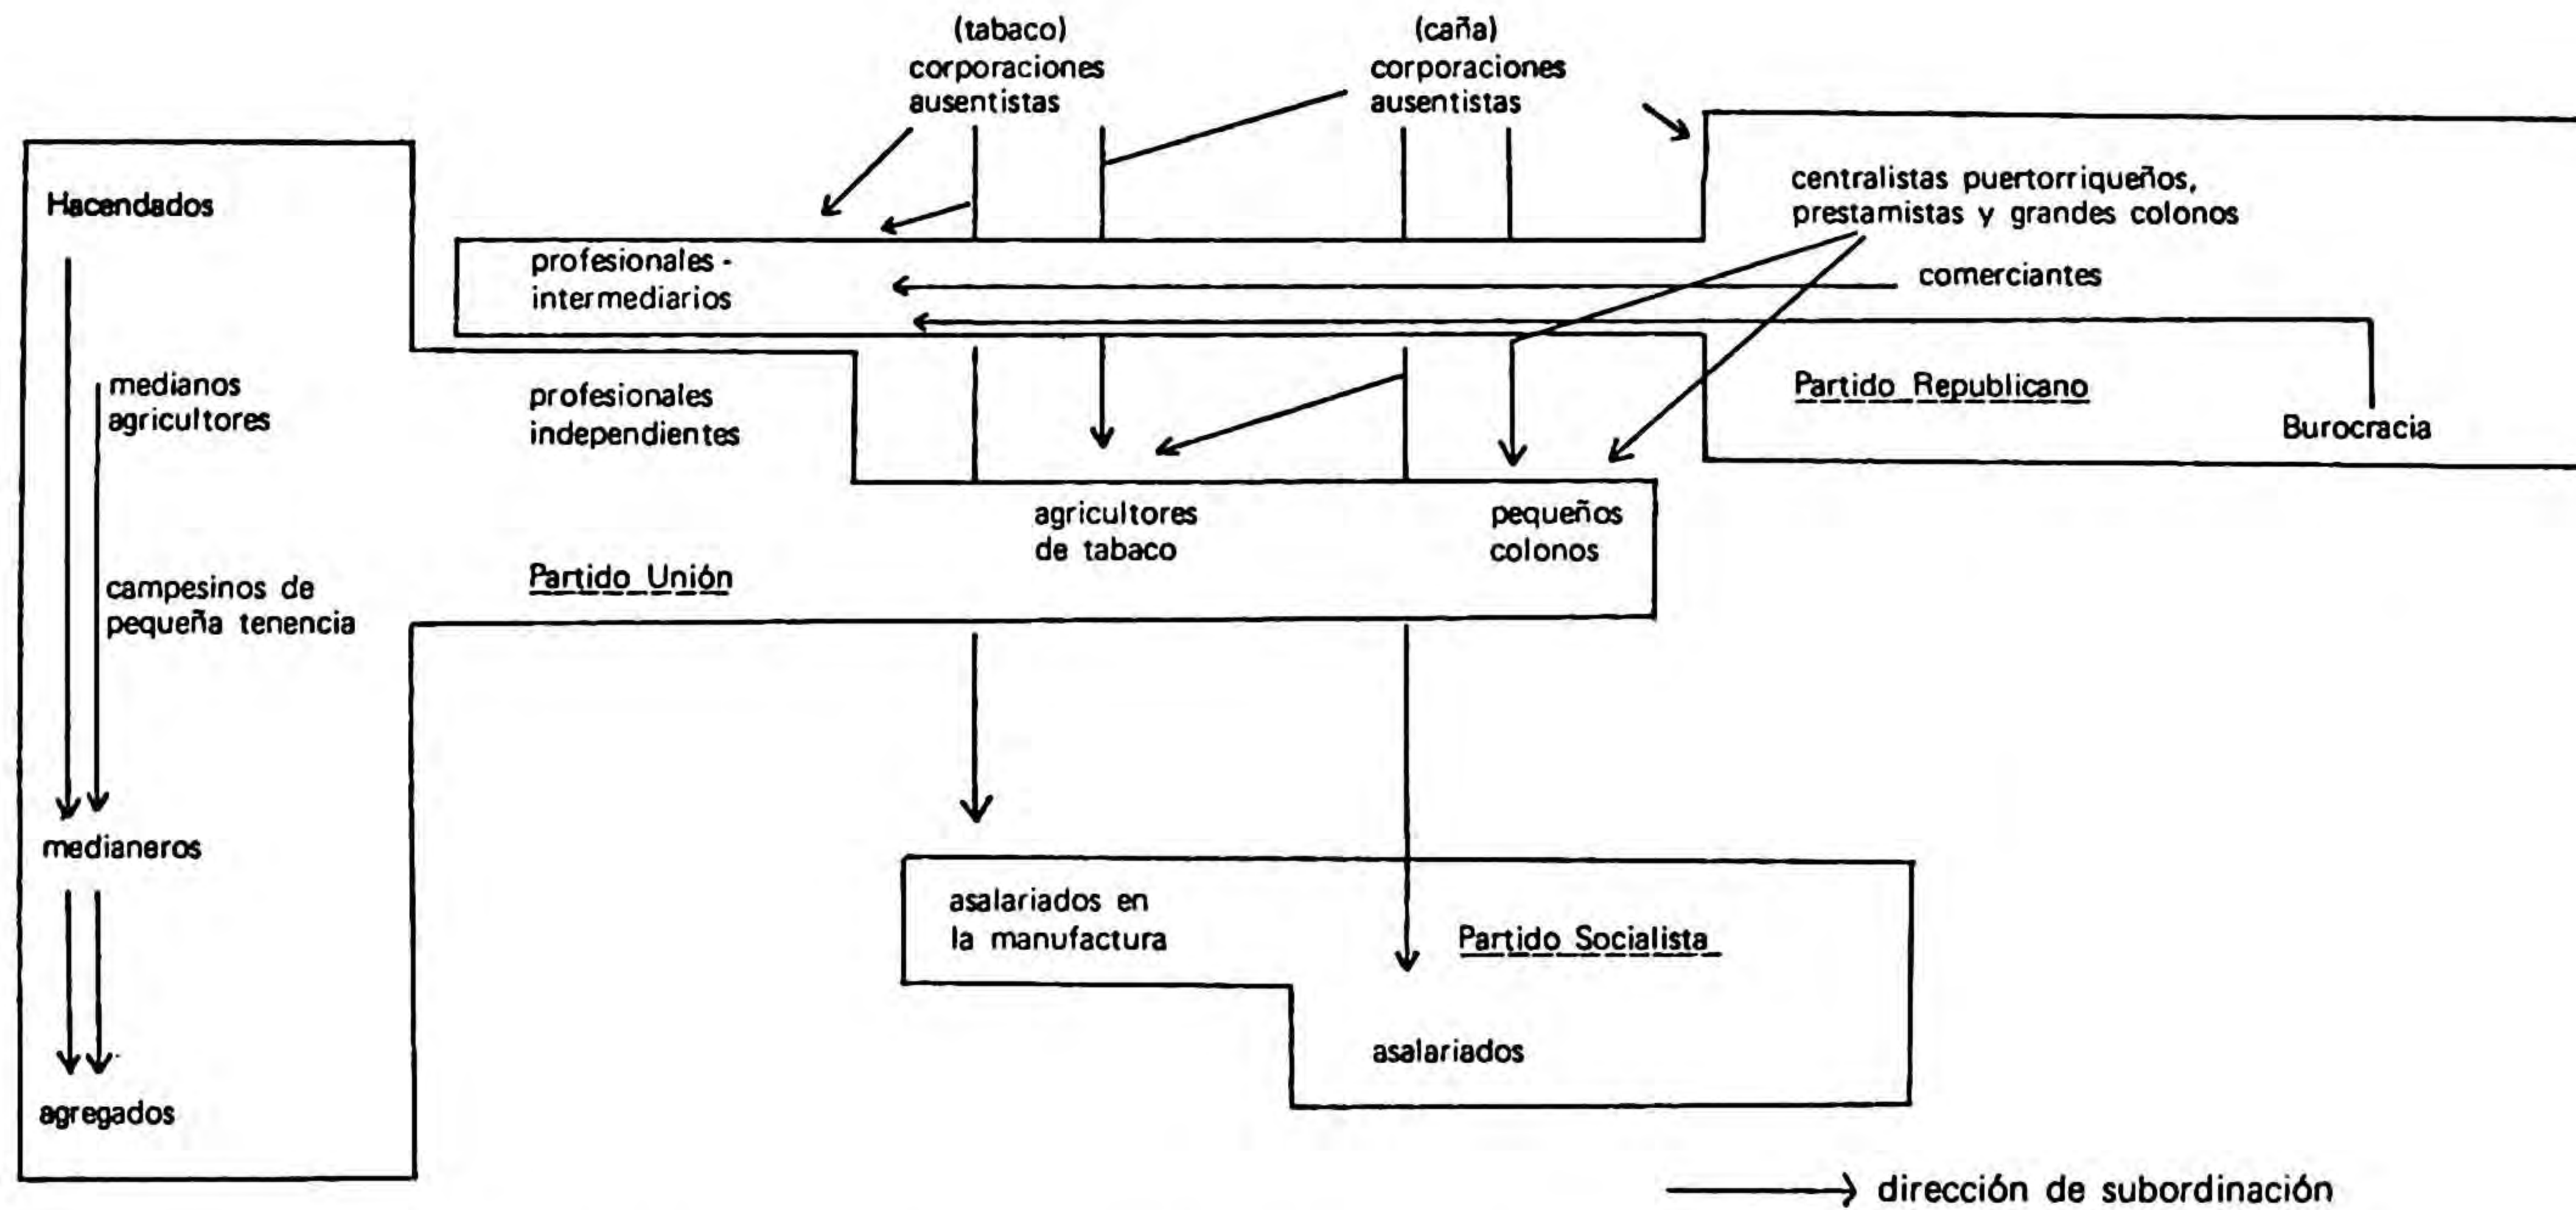 (tabaco)
corporaciones
ausentistas
(caña)
corporaciones
ausentistas
Hacendados
centralistas puertorriqueños,
prestamistas y grandes colonos
profesionales -
intermediarios
comerciantes
medianos
agricultores
profesionales
independientes
Partido Republicano
Burocracia
agricultores
de tabaco
pequeños
colonos
Partido Unión
campesinos de
pequeña tenencia
medianeros
asalariados en
la manufactura
Partido Socialista
asalariados
agregados
dirección de subordinación